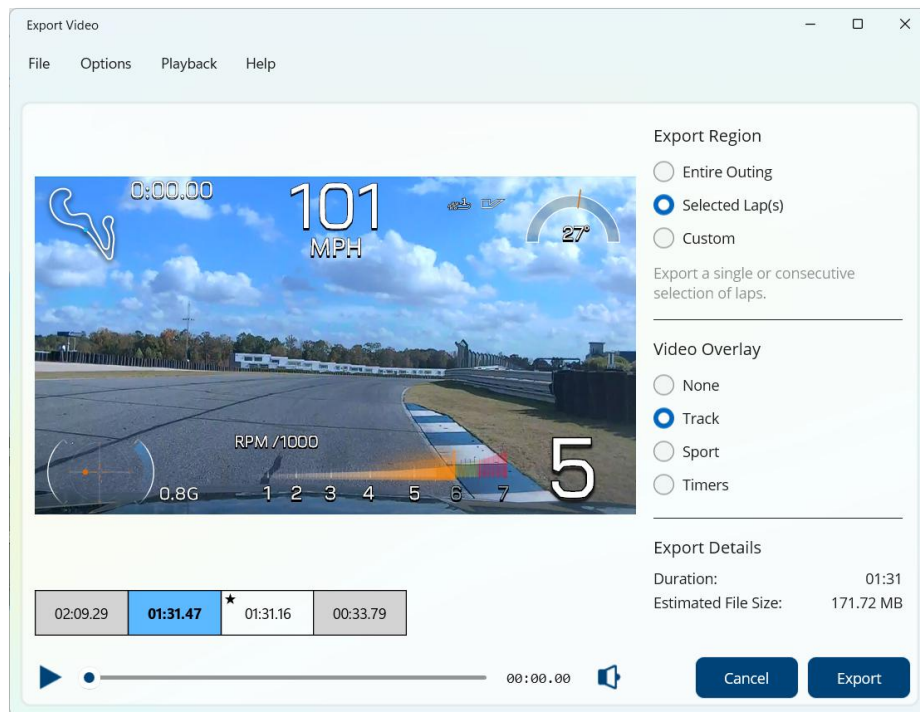 Export Video
File Options Playback Help
0:00.00
101
MPH
27°
RPM /1000
0.8G
1 2 3 4 5 6 7
5
02:09.29 01:31.47 ★ 01:31.16 00:33.79
00:00.00
Export Region
Entire Outing
Selected Lap(s)
Custom
Export a single or consecutive
selection of laps.
Video Overlay
None
Track
Sport
Timers
Export Details
Duration: 01:31
Estimated File Size: 171.72 MB
Cancel Export